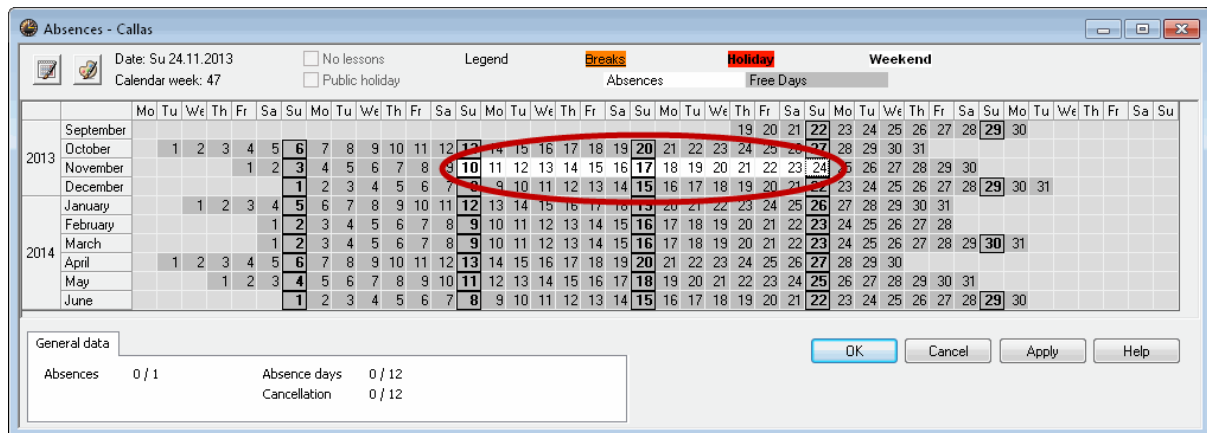 Absences - Callas
Date: Su 24.11.2013
Calendar week: 47
No lessons
Public holiday
Legend
Breaks Holiday Weekend
Absences Free Days
Mo Tu We Th Fr Sa Su Mo Tu We Th Fr Sa Su Mo Tu We Th Fr Sa Su Mo Tu We Th Fr Sa Su Mo Tu We Th Fr Sa Su Mo Tu We Th Fr Sa Su
2013
September 19 20 21 22 23 24 25 26 27 28 29 30
October 1 2 3 4 5 6 7 8 9 10 11 12 13 14 15 16 17 18 19 20 21 22 23 24 25 26 27 28 29 30 31
November 1 2 3 4 5 6 7 8 9 10 11 12 13 14 15 16 17 18 19 20 21 22 23 24 25 26 27 28 29 30
December 1 2 3 4 5 6 7 8 9 10 11 12 13 14 15 16 17 18 19 20 21 22 23 24 25 26 27 28 29 30 31
2014
January 1 2 3 4 5 6 7 8 9 10 11 12 13 14 15 16 17 18 19 20 21 22 23 24 25 26 27 28 29 30 31
February 1 2 3 4 5 6 7 8 9 10 11 12 13 14 15 16 17 18 19 20 21 22 23 24 25 26 27 28
March 1 2 3 4 5 6 7 8 9 10 11 12 13 14 15 16 17 18 19 20 21 22 23 24 25 26 27 28 29 30 31
April 1 2 3 4 5 6 7 8 9 10 11 12 13 14 15 16 17 18 19 20 21 22 23 24 25 26 27 28 29 30
May 1 2 3 4 5 6 7 8 9 10 11 12 13 14 15 16 17 18 19 20 21 22 23 24 25 26 27 28 29 30 31
June 1 2 3 4 5 6 7 8 9 10 11 12 13 14 15 16 17 18 19 20 21 22 23 24 25 26 27 28 29 30
General data
Absences 0 / 1 Absence days 0 / 12
Cancellation 0 / 12
OK Cancel Apply Help